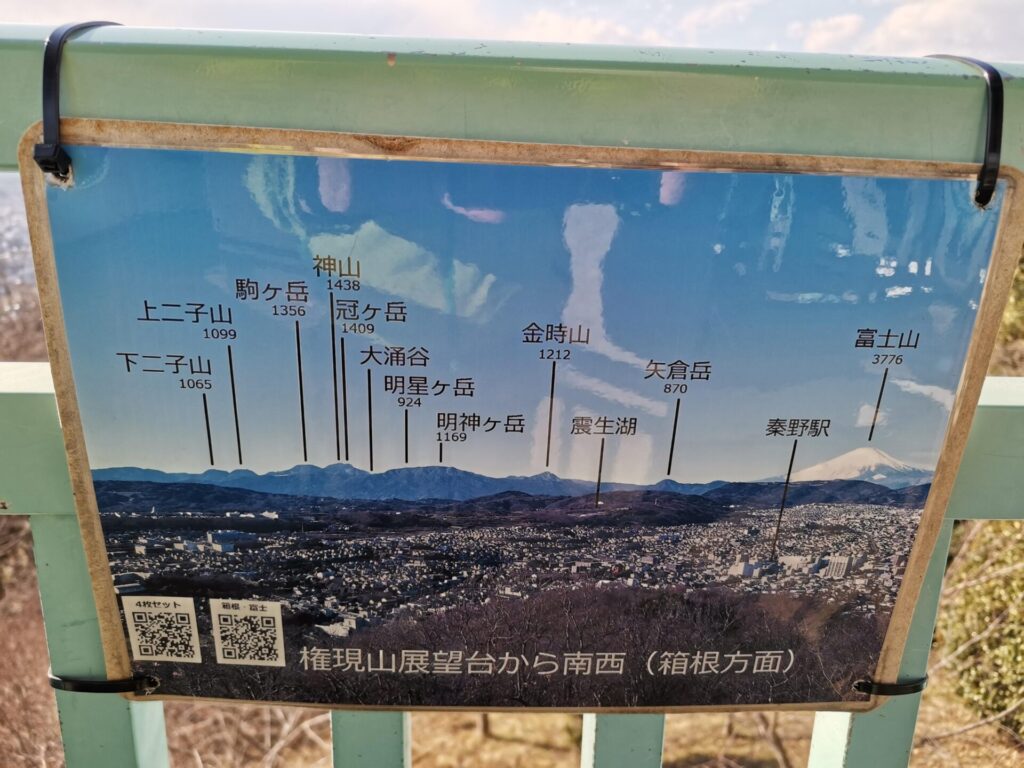 神山
1438
駒ヶ岳
1356
冠ヶ岳
1409
上二子山
1099
金時山
1212
富士山
3776
下二子山
1065
大涌谷
矢倉岳
870
明星ヶ岳
924
明神ヶ岳
1169
震生湖
秦野駅
4枚セット
箱根・富士
権現山展望台から南西（箱根方面）